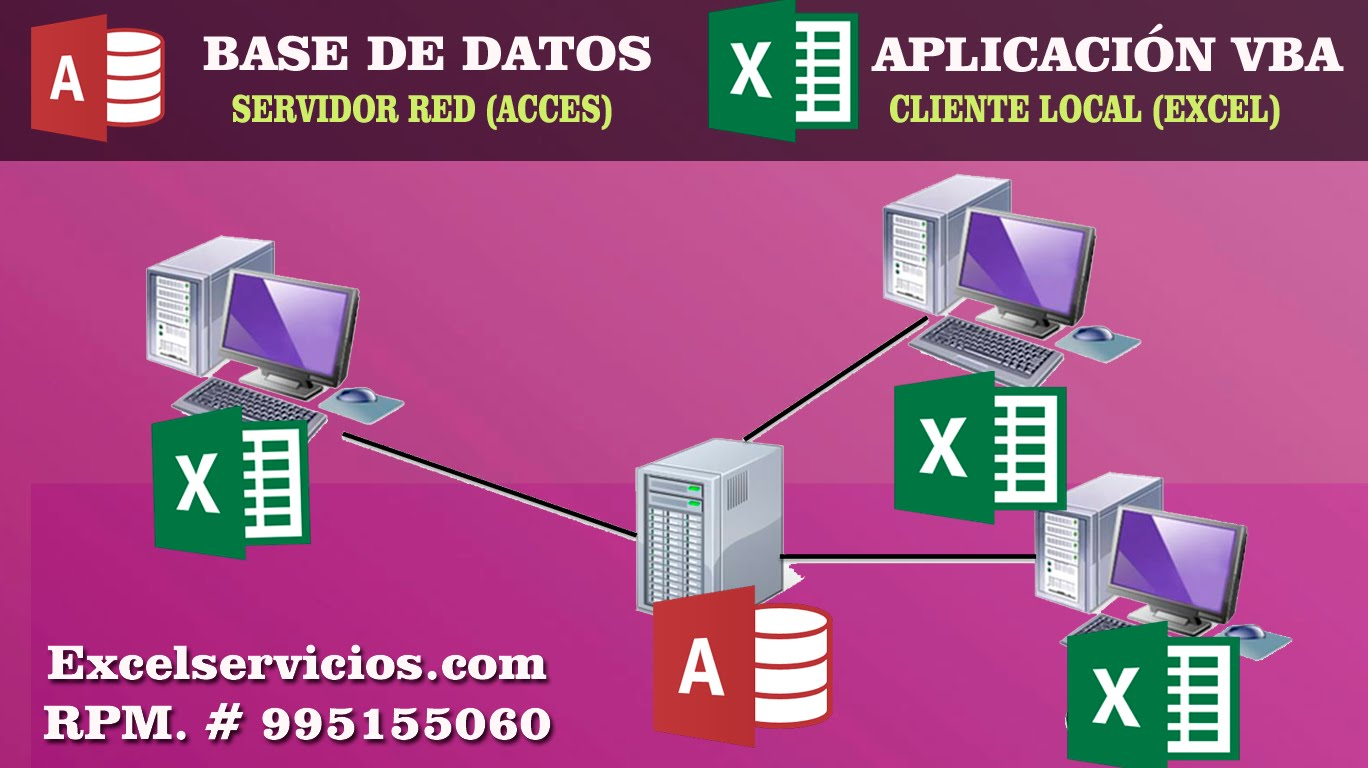 A
BASE DE DATOS
SERVIDOR RED (ACCES)
X
APLICACIÓN VBA
CLIENTE LOCAL (EXCEL)
X
X
A
X
Excelservicios.com
RPM. # 995155060